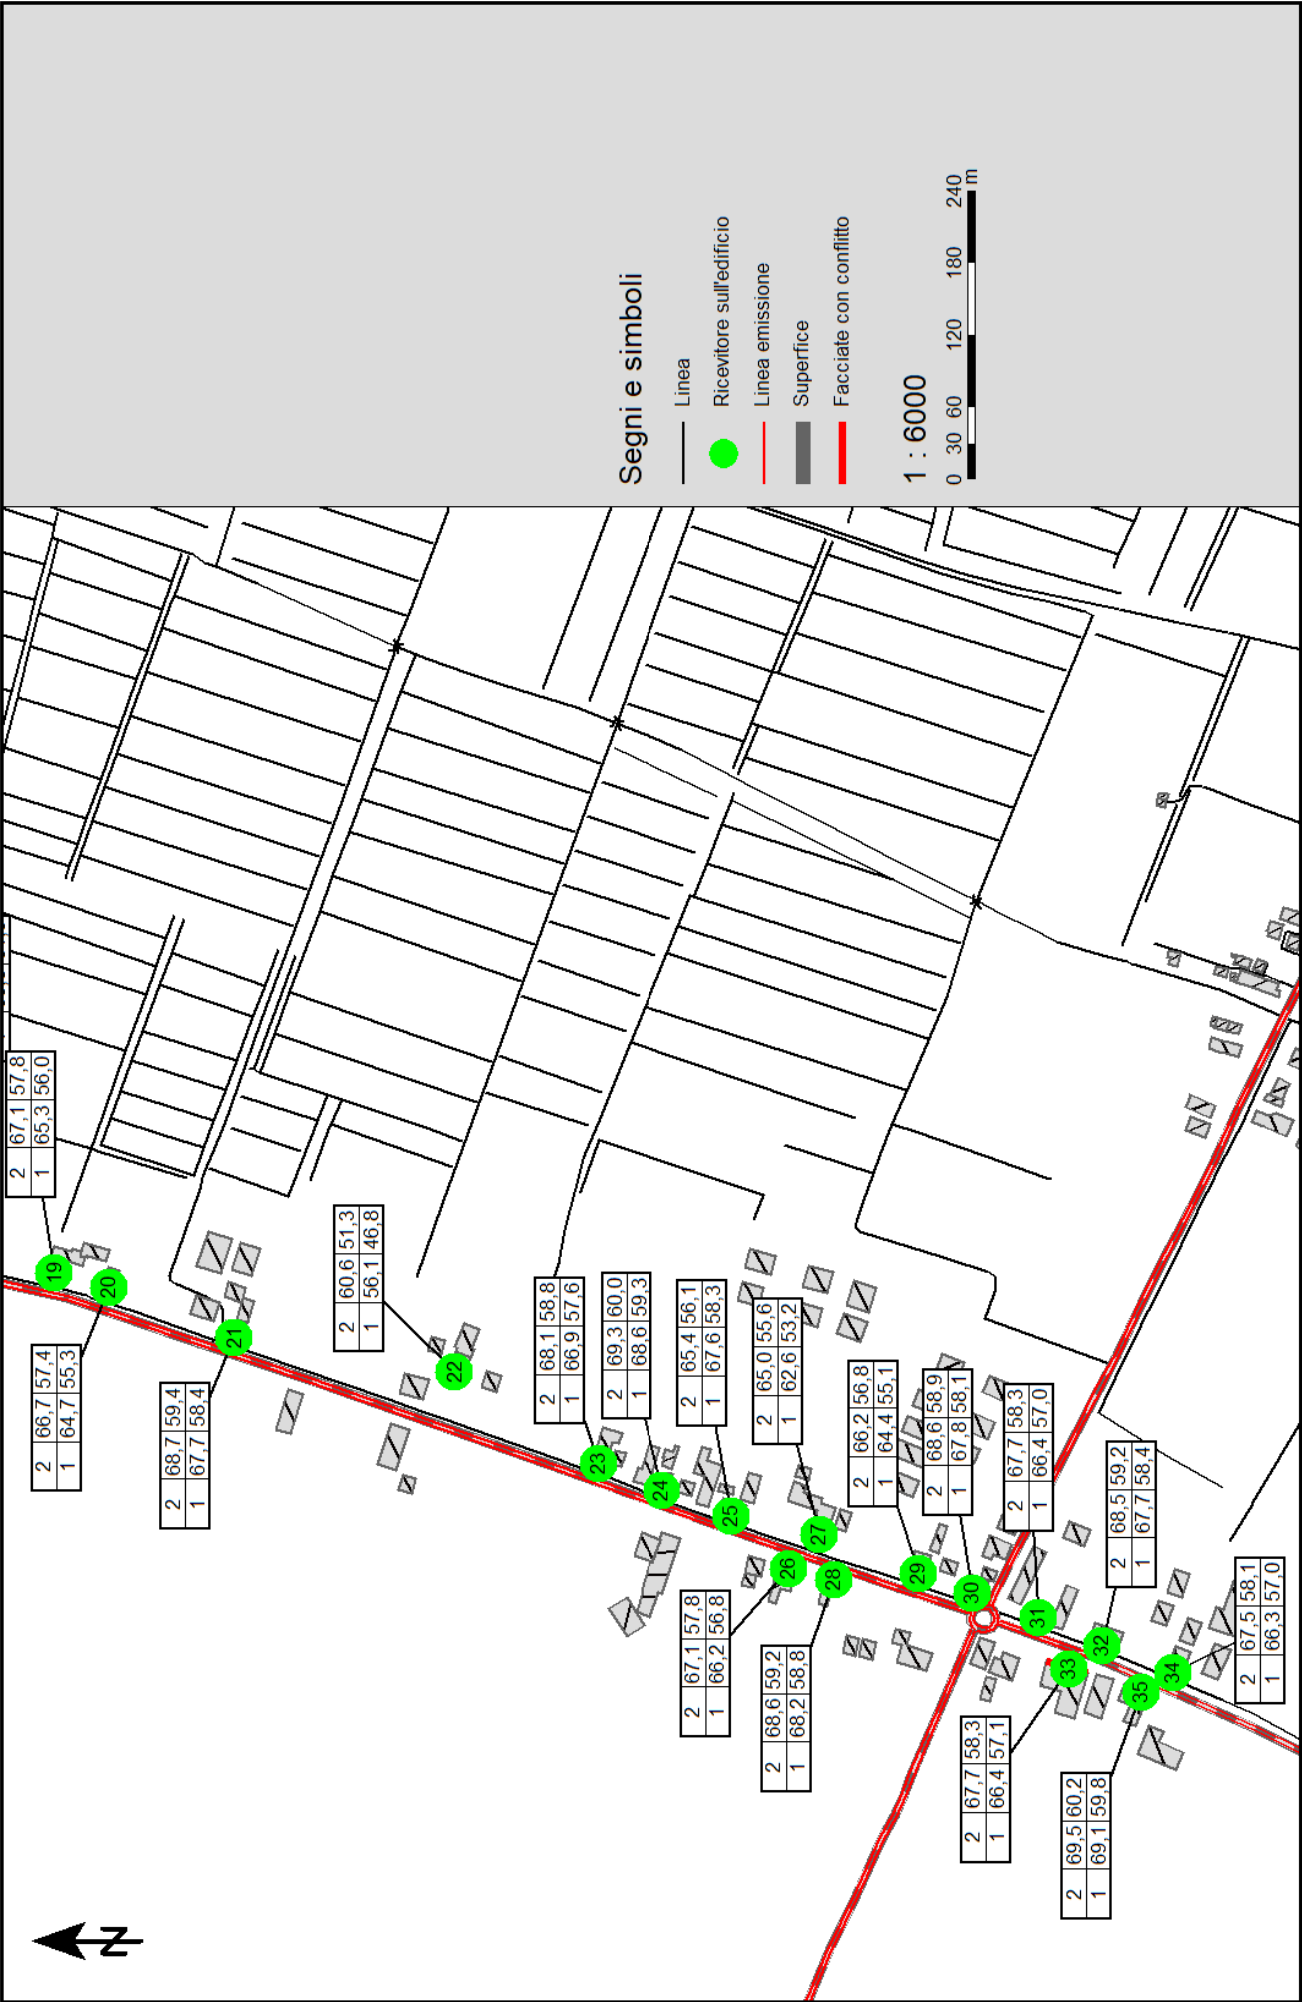 2 67,1 57,8
1 65,3 56,0
19
20
2 66,7 57,4
1 64,7 55,3
21
2 68,7 59,4
1 67,7 58,4
2 60,6 51,3
1 56,1 46,8
22
2 68,1 58,8
1 66,9 57,6
23
2 69,3 60,0
1 68,6 59,3
24
2 65,4 56,1
1 67,6 58,3
25
2 65,0 55,6
1 62,6 53,2
27
26
2 67,1 57,8
1 66,2 56,8
28
2 68,6 59,2
1 68,2 58,8
2 66,2 56,8
1 64,4 55,1
29
2 68,6 58,9
1 67,8 58,1
30
2 67,7 58,3
1 66,4 57,0
31
2 68,5 59,2
1 67,7 58,4
32
33
2 67,7 58,3
1 66,4 57,1
34
2 67,5 58,1
1 66,3 57,0
35
2 69,5 60,2
1 69,1 59,8
N
Segni e simboli
Linea
Ricevitore sull'edificio
Linea emissione
Superfice
Facciate con conflitto
1 : 6000
0 30 60 120 180 240
m